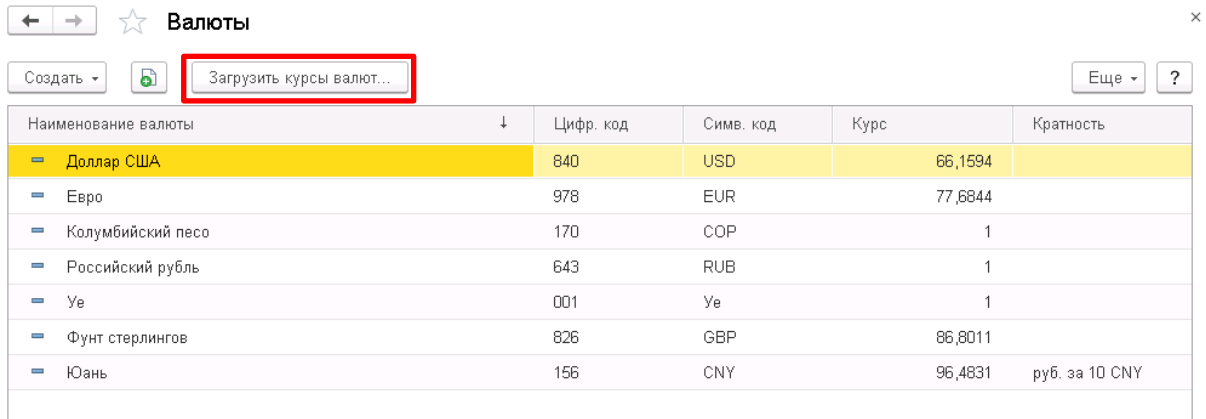 Валюты
Создать Загрузить курсы валют... Еще ?
Наименование валюты ↓ Цифр. код Симв. код Курс Кратность
Доллар США 840 USD 66,1594
Евро 978 EUR 77,6844
Колумбийский песо 170 COP 1
Российский рубль 643 RUB 1
Уе 001 Уе 1
Фунт стерлингов 826 GBP 86,8011
Юань 156 CNY 96,4831 руб. за 10 CNY